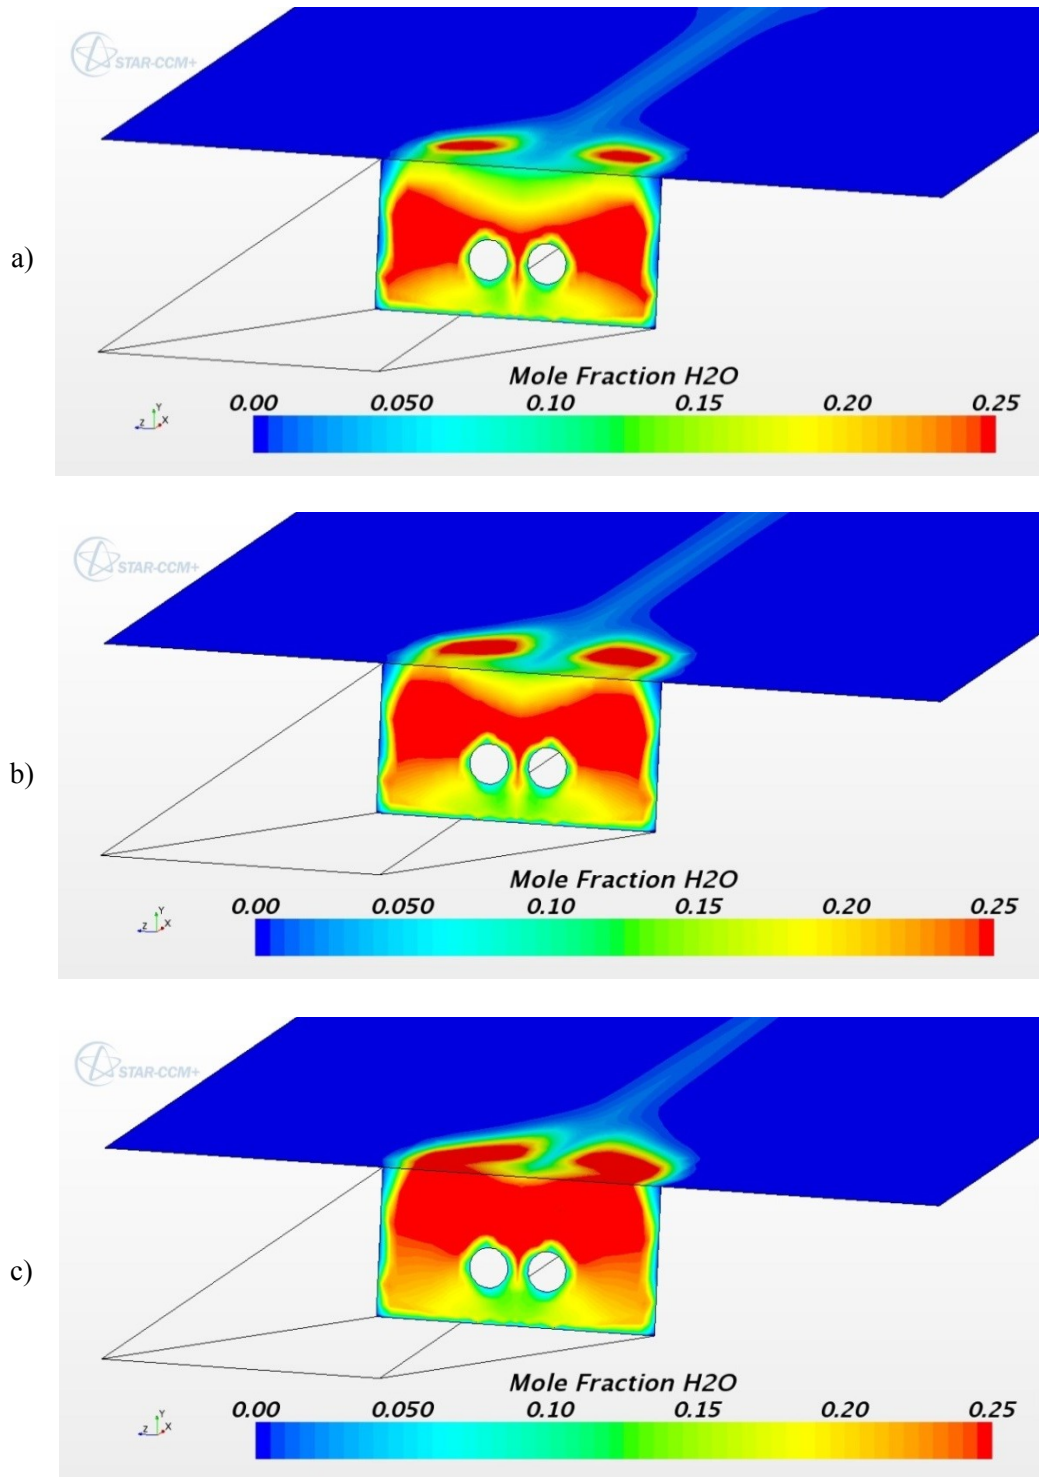 STAR-CCM+
a)
Mole Fraction H2O
0.00 0.050 0.10 0.15 0.20 0.25
Y
Z X
STAR-CCM+
b)
Mole Fraction H2O
0.00 0.050 0.10 0.15 0.20 0.25
Y
Z X
STAR-CCM+
c)
Mole Fraction H2O
0.00 0.050 0.10 0.15 0.20 0.25
Y
Z X